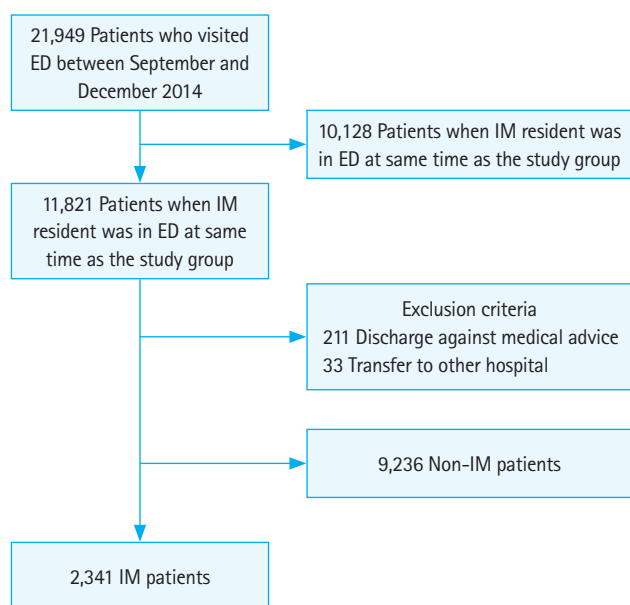 21,949 Patients who visited
ED between September and
December 2014
10,128 Patients when IM resident was
in ED at same time as the study group
11,821 Patients when IM
resident was in ED at same
time as the study group
Exclusion criteria
211 Discharge against medical advice
33 Transfer to other hospital
9,236 Non-IM patients
2,341 IM patients